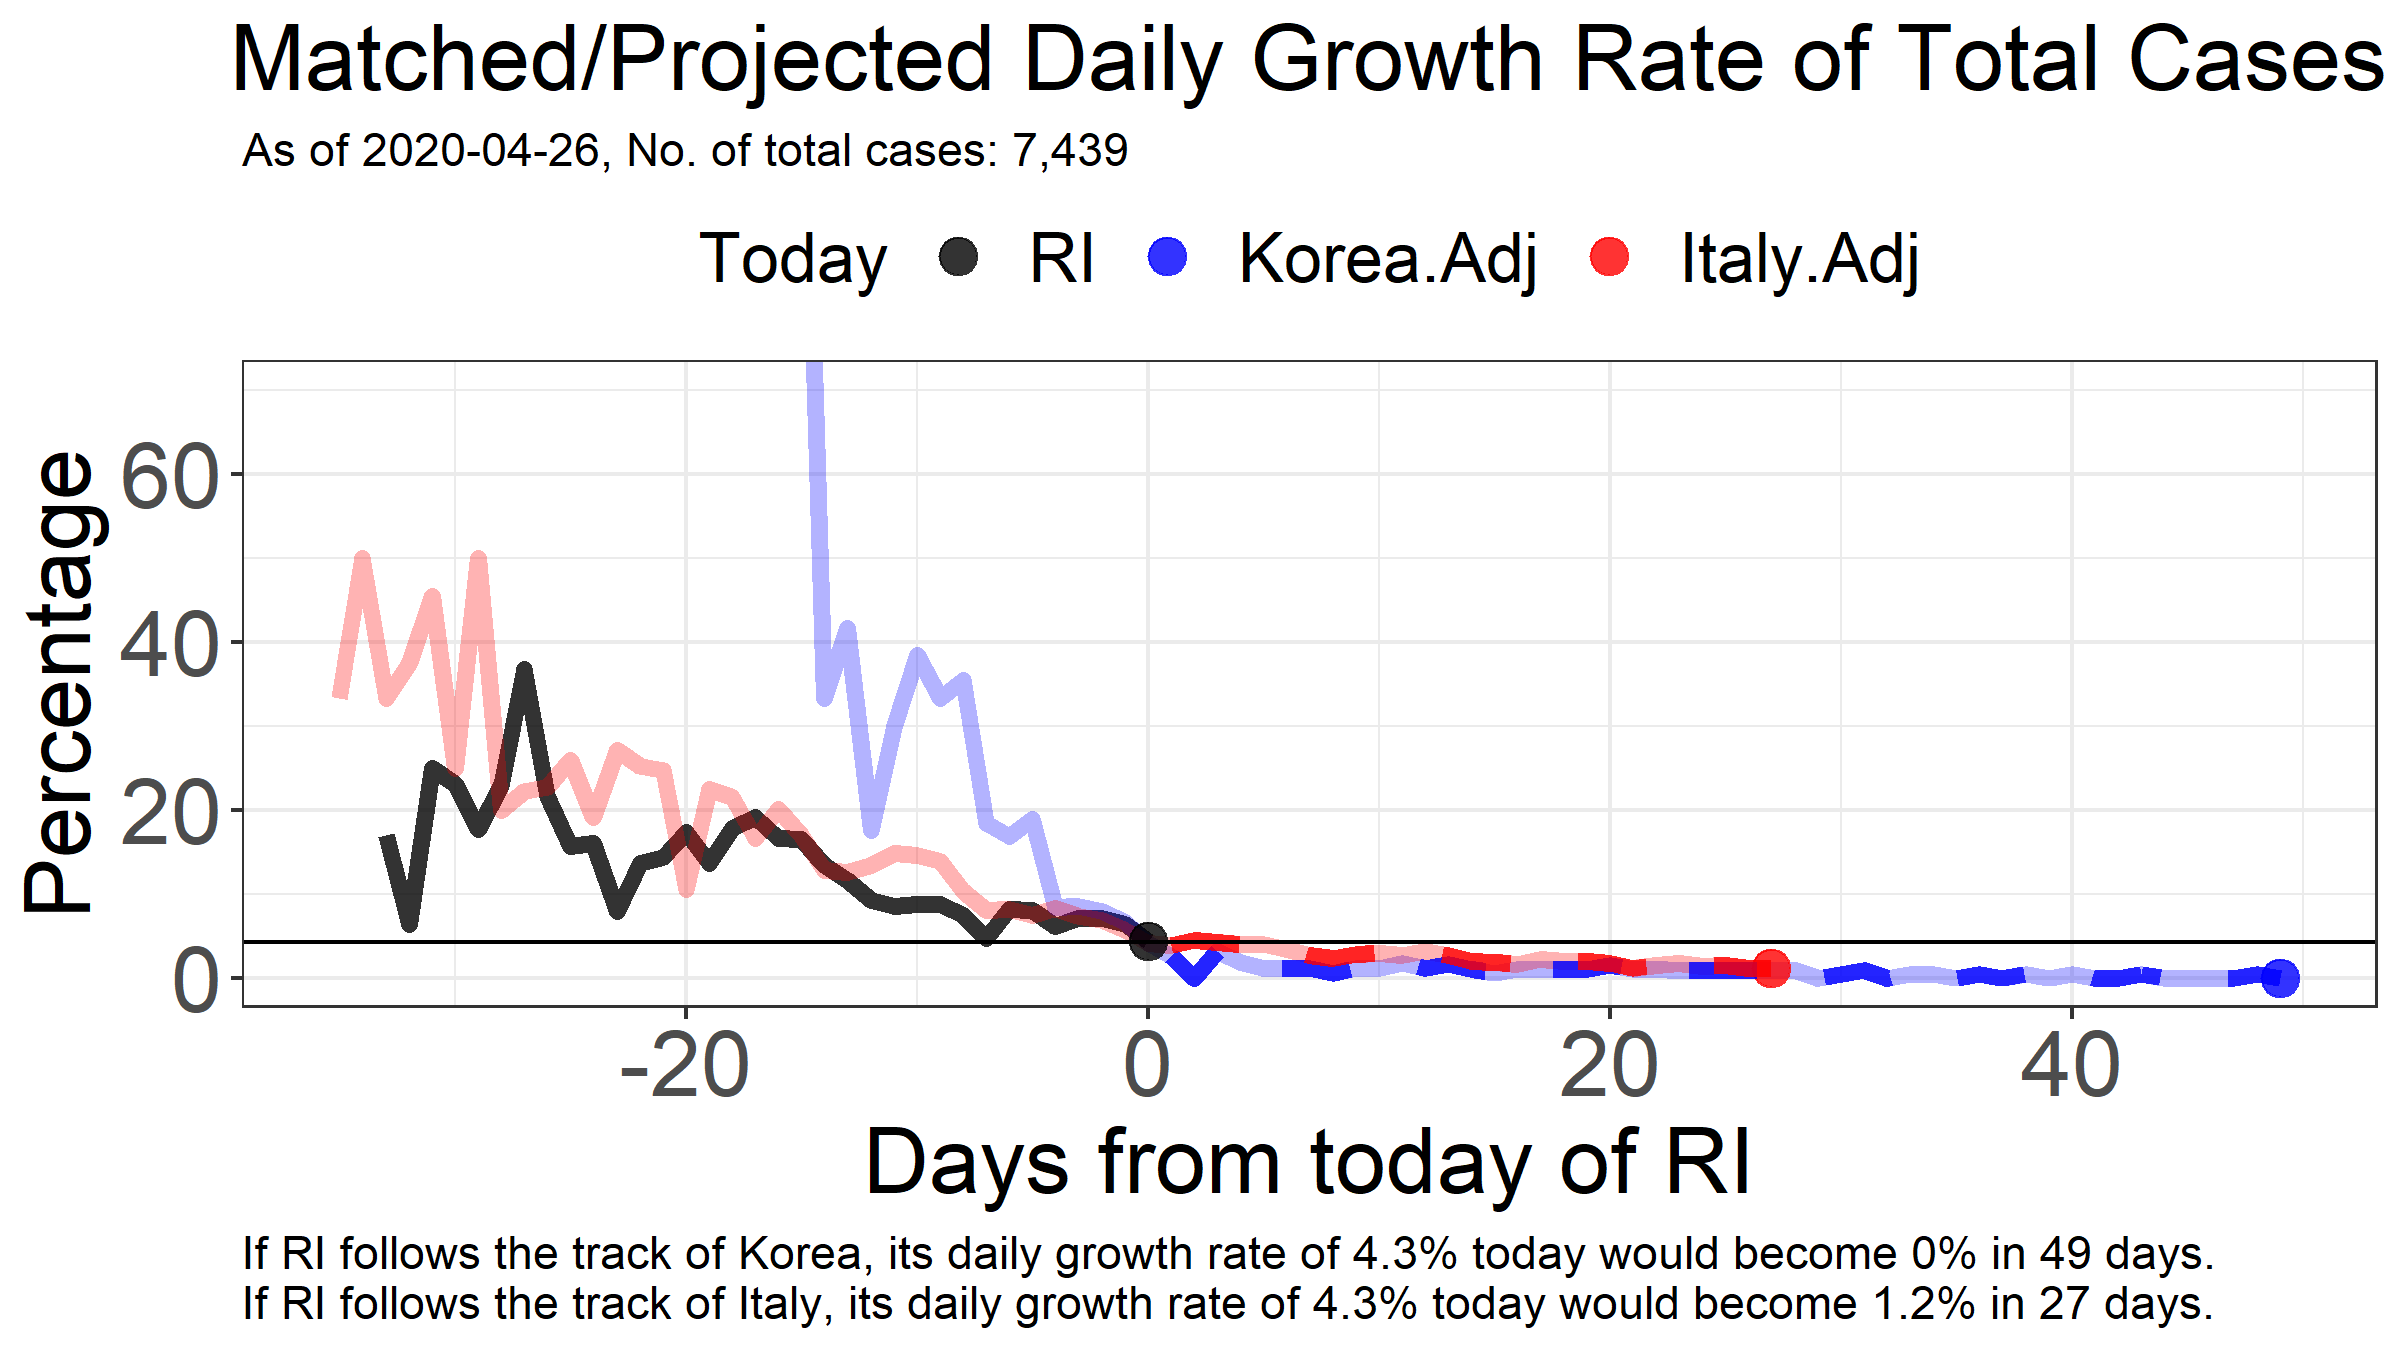 Matched/Projected Daily Growth Rate of Total Cases
As of 2020-04-26, No. of total cases: 7,439
Today RI Korea.Adj Italy.Adj
Percentage
60
40
20
0
-20 0 20 40
Days from today of RI
If RI follows the track of Korea, its daily growth rate of 4.3% today would become 0% in 49 days.
If RI follows the track of Italy, its daily growth rate of 4.3% today would become 1.2% in 27 days.